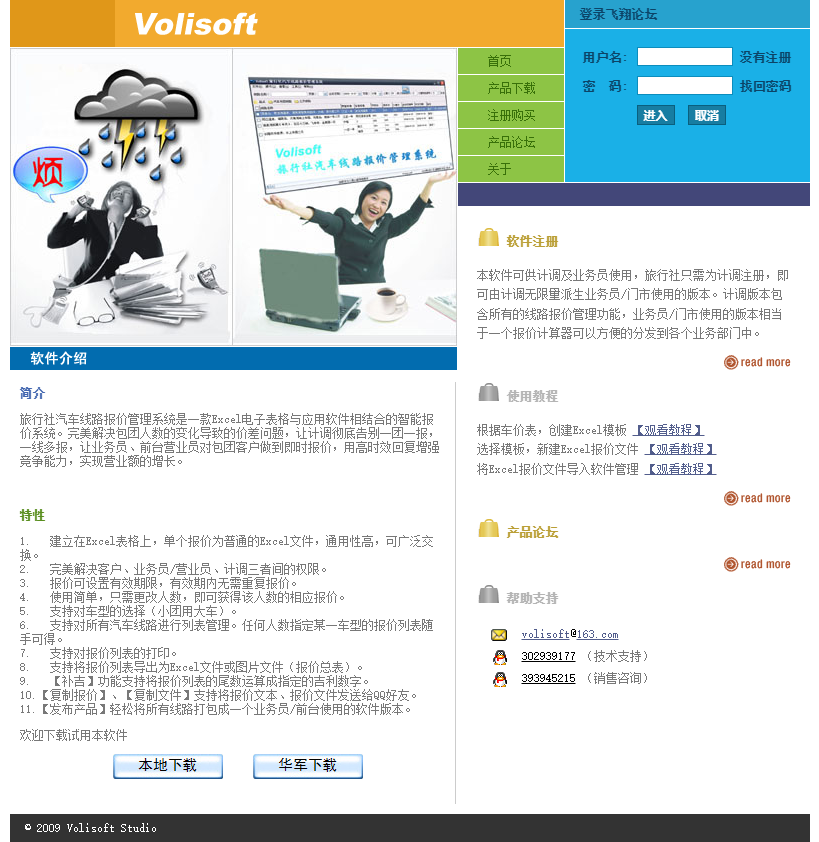 Volisoft
登录飞翔论坛
用户名:
没有注册
密 码:
找回密码
进入
取消
首页
产品下载
注册购买
产品论坛
关于
烦
Volisoft
旅行社汽车线路报价管理系统
软件介绍
简介
旅行社汽车线路报价管理系统是一款Excel电子表格与应用软件相结合的智能报
价系统。完美解决包团人数的变化导致的价差问题，让计调彻底告别一团一报，
一线多报，让业务员、前台营业员对包团客户做到即时报价，用高时效回复增强
竞争能力，实现营业额的增长。
特性
1. 建立在Excel表格上，单个报价为普通的Excel文件，通用性高，可广泛交
换。
2. 完美解决客户、业务员/营业员、计调三者间的权限。
3. 报价可设置有效期限，有效期内无需重复报价。
4. 使用简单，只需更改人数，即可获得该人数的相应报价。
5. 支持对车型的选择（小团用大车）。
6. 支持对所有汽车线路进行列表管理。任何人数指定某一车型的报价列表随
手可得。
7. 支持对报价列表的打印。
8. 支持将报价列表导出为Excel文件或图片文件（报价总表）。
9. 【补吉】功能支持将报价列表的尾数运算成指定的吉利数字。
10.【复制报价】、【复制文件】支持将报价文本、报价文件发送给QQ好友。
11.【发布产品】轻松将所有线路打包成一个业务员/前台使用的软件版本。
欢迎下载试用本软件
本地下载
华军下载
软件注册
本软件可供计调及业务员使用，旅行社只需为计调注册，即
可由计调无限量派生业务员/门市使用的版本。计调版本包
含所有的线路报价管理功能，业务员/门市使用的版本相当
于一个报价计算器可以方便的分发到各个业务部门中。
read more
使用教程
根据车价表，创建Excel模板 【观看教程】
选择模板，新建Excel报价文件 【观看教程】
将Excel报价文件导入软件管理 【观看教程】
read more
产品论坛
read more
帮助支持
volisoft@163.com
302939177 （技术支持）
393945215 （销售咨询）
© 2009 Volisoft Studio